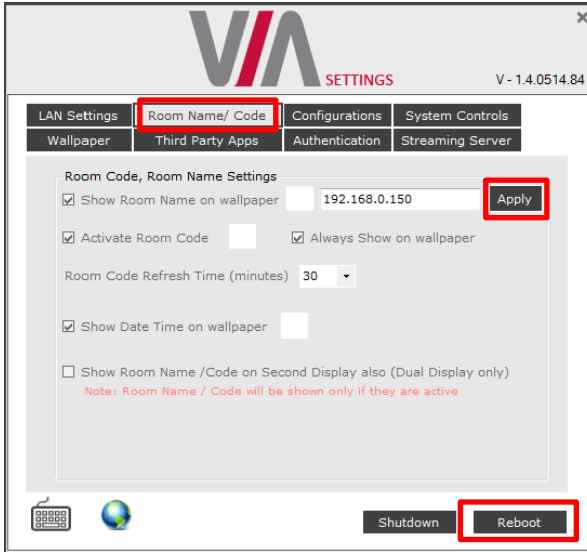 VIA
SETTINGS
V - 1.4.0514.84
LAN Settings Room Name/ Code Configurations System Controls
Wallpaper Third Party Apps Authentication Streaming Server
Room Code, Room Name Settings
Show Room Name on wallpaper 192.168.0.150 Apply
Activate Room Code Always Show on wallpaper
Room Code Refresh Time (minutes) 30
Show Date Time on wallpaper
Show Room Name /Code on Second Display also (Dual Display only)
Note: Room Name / Code will be shown only if they are active
Shutdown Reboot